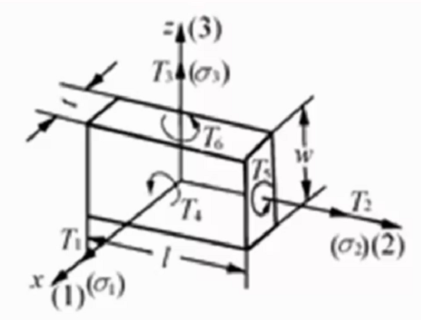 z (3)
T₃ (σ₃)
t
T₆
T₅
w
T₄
T₂
T₁
l
(σ₂)(2)
x
(1)(σ₁)